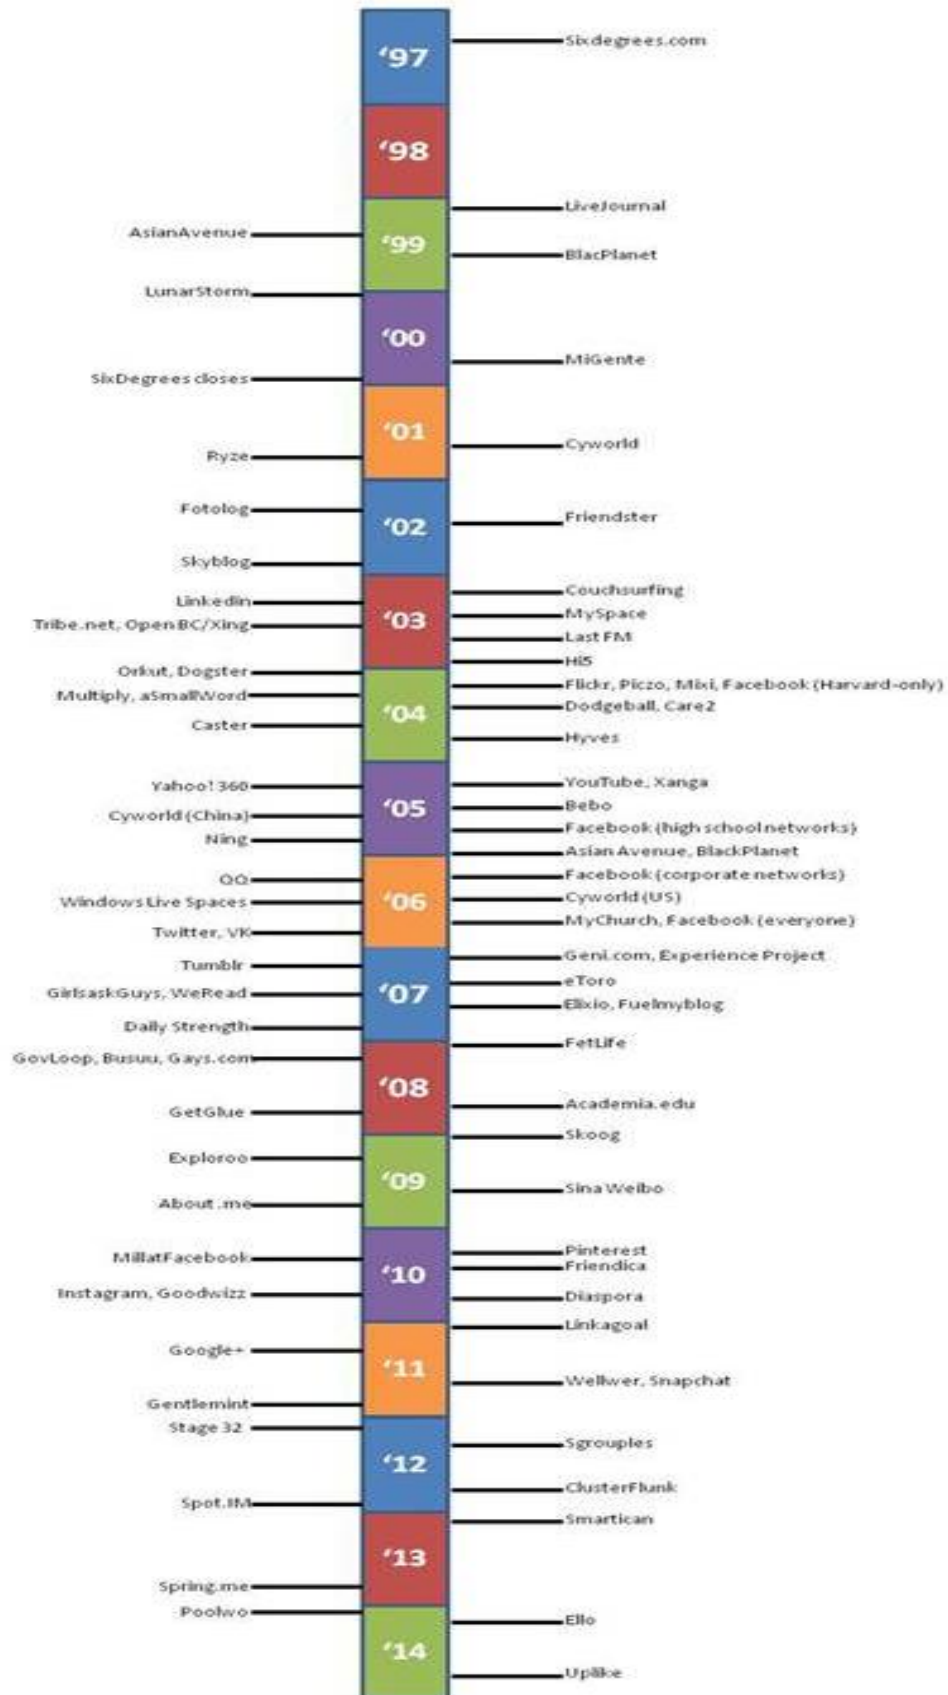 ‘97
Sixdegrees.com
‘98
LiveJournal
AsianAvenue
‘99
BlacPlanet
LunarStorm
‘00
MiGente
SixDegrees closes
‘01
Cyworld
Ryze
Fotolog
Friendster
‘02
Skyblog
Couchsurfing
LinkedIn
MySpace
‘03
Tribe.net, Open BC/Xing
Last FM
Hi5
Orkut, Dogster
Flickr, Piczo, Mixi, Facebook (Harvard-only)
Multiply, aSmallWord
Dodgeball, Care2
‘04
Caster
Hyves
YouTube, Xanga
Yahoo! 360
Bebo
‘05
Cyworld (China)
Facebook (high school networks)
Ning
Asian Avenue, BlackPlanet
Facebook (corporate networks)
QQ
Cyworld (US)
‘06
Windows Live Spaces
MyChurch, Facebook (everyone)
Twitter, VK
Geni.com, Experience Project
Tumblr
eToro
‘07
GirlsaskGuys, WeRead
Elixio, Fuelmyblog
Daily Strength
FetLife
GovLoop, Busuu, Gays.com
‘08
Academia.edu
GetGlue
Skoog
Exploroo
‘09
Sina Weibo
About.me
Pinterest
MillatFacebook
Friendica
‘10
Instagram, Goodwizz
Diaspora
Linkagoal
Google+
‘11
Wellwer, Snapchat
Gentlemint
Stage 32
Sgrouples
‘12
ClusterFlunk
Spot.IM
Smartican
‘13
Spring.me
Poolwo
Ello
‘14
Uplike